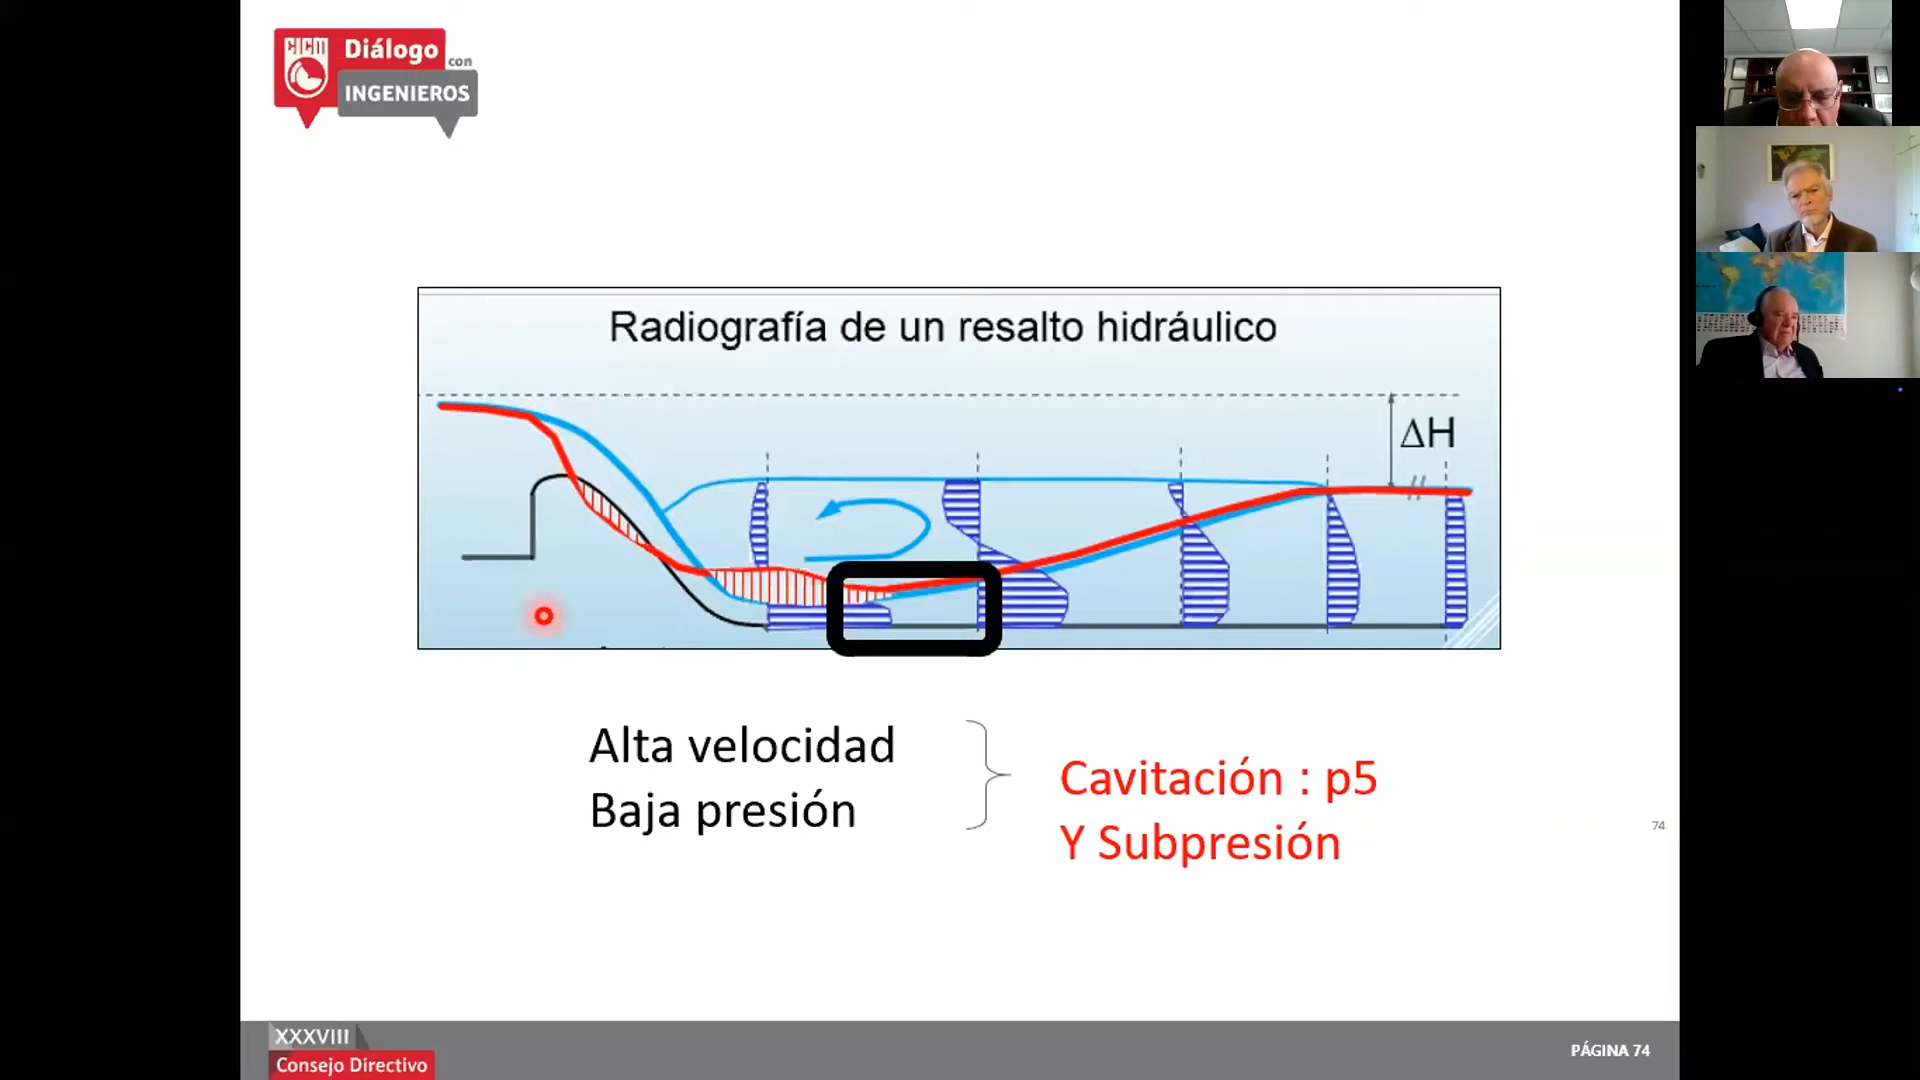 CICM
Diálogo
con
INGENIEROS
Radiografía de un resalto hidráulico
ΔH
Alta velocidad
Baja presión
Cavitación : p5
Y Subpresión
74
XXXVIII
Consejo Directivo
PÁGINA 74